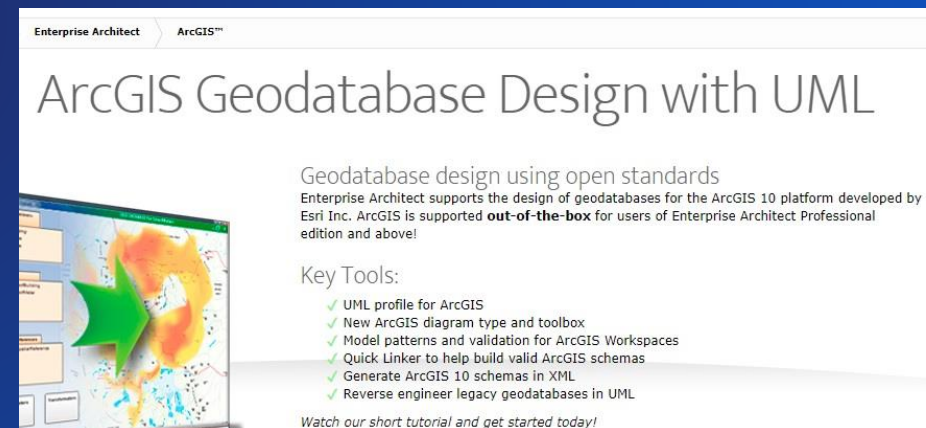 Enterprise Architect ArcGIS™
ArcGIS Geodatabase Design with UML
Geodatabase design using open standards
Enterprise Architect supports the design of geodatabases for the ArcGIS 10 platform developed by
Esri Inc. ArcGIS is supported out-of-the-box for users of Enterprise Architect Professional
edition and above!
Key Tools:
✓ UML profile for ArcGIS
✓ New ArcGIS diagram type and toolbox
✓ Model patterns and validation for ArcGIS Workspaces
✓ Quick Linker to help build valid ArcGIS schemas
✓ Generate ArcGIS 10 schemas in XML
✓ Reverse engineer legacy geodatabases in UML
Watch our short tutorial and get started today!